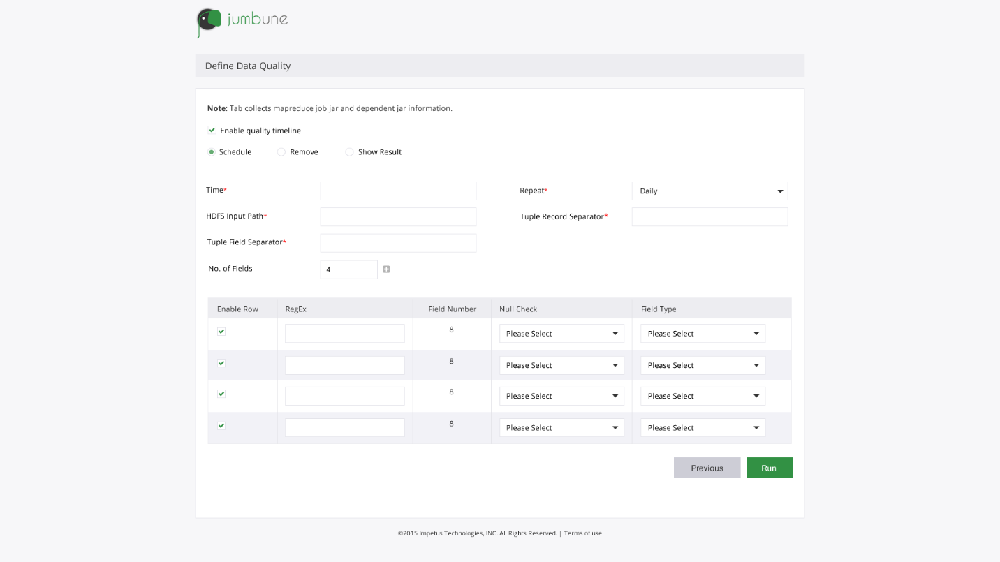 jumbune
Define Data Quality
Note: Tab collects mapreduce job jar and dependent jar information.
Enable quality timeline
Schedule Remove Show Result
Time* Repeat* Daily
HDFS Input Path* Tuple Record Separator*
Tuple Field Separator*
No. of Fields 4
Enable Row RegEx Field Number Null Check Field Type
8 Please Select Please Select
8 Please Select Please Select
8 Please Select Please Select
8 Please Select Please Select
Previous Run
©2015 Impetus Technologies, INC. All Rights Reserved. | Terms of use